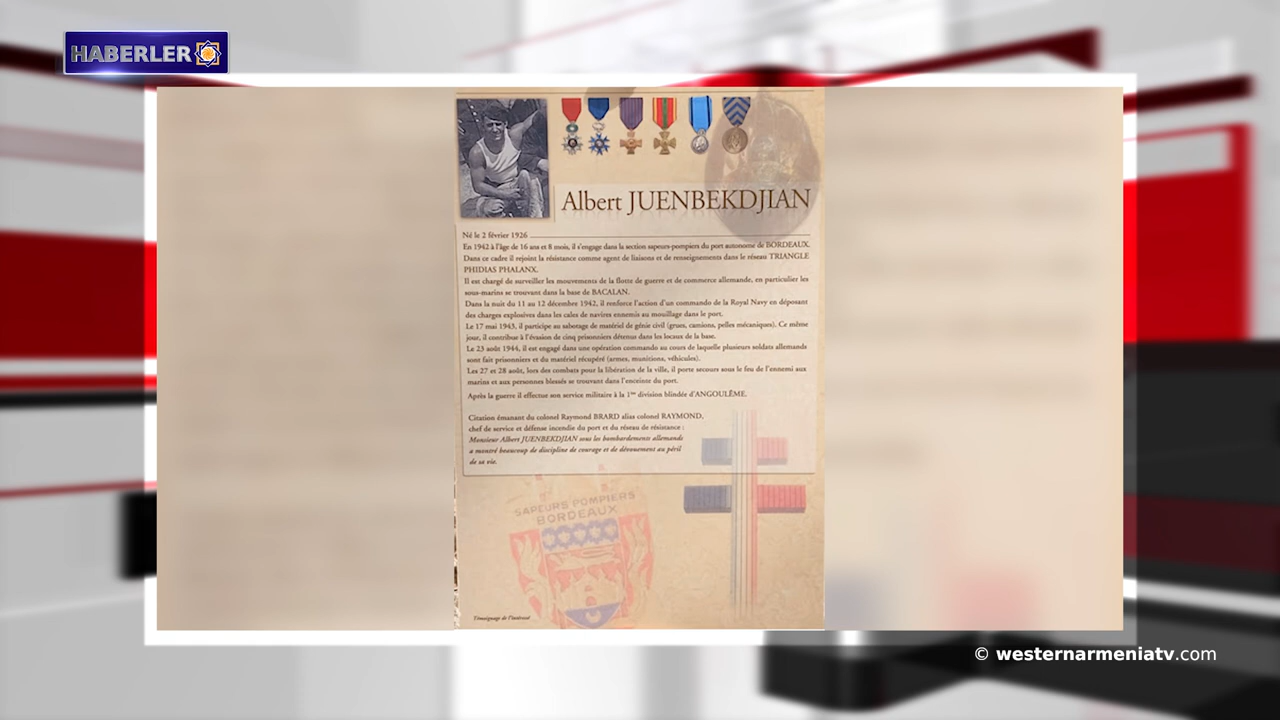 HABERLER
Albert JUENBEKDJIAN
Né le 2 février 1926
En 1942 à l'âge de 16 ans et 8 mois, il s'engage dans la section sapeurs-pompiers du port autonome de BORDEAUX.
Dans ce cadre il rejoint la résistance comme agent de liaisons et de renseignements dans le réseau TRIANGLE
PHIDIAS PHALANX.
Il est chargé de surveiller les mouvements de la flotte de guerre et de commerce allemande, en particulier les
sous-marins se trouvant dans la base de BACALAN.
Dans la nuit du 11 au 12 décembre 1942, il renforce l'action d'un commando de la Royal Navy en déposant
des charges explosives dans les cales de navires ennemis au mouillage dans le port.
Le 17 mai 1943, il participe au sabotage de matériel de génie civil (grues, camions, pelles mécaniques). Ce même
jour, il contribue à l'évasion de cinq prisonniers détenus dans les locaux de la base.
Le 23 août 1944, il est engagé dans une opération commando au cours de laquelle plusieurs soldats allemands
sont fait prisonniers et du matériel récupéré (armes, munitions, véhicules).
Les 27 et 28 août, lors des combats pour la libération de la ville, il porte secours sous le feu de l'ennemi aux
marins et aux personnes blessés se trouvant dans l'enceinte du port.
Après la guerre il effectue son service militaire à la 1ère division blindée d'ANGOULÊME.
Citation émanant du colonel Raymond BRARD alias colonel RAYMOND,
chef de service et défense incendie du port et du réseau de résistance :
Monsieur Albert JUENBEKDJIAN sous les bombardements allemands
a montré beaucoup de discipline de courage et de dévouement au péril
de sa vie.
SAPEURS POMPIERS
BORDEAUX
Témoignage de l'intéressé
© westernarmeniatv.com